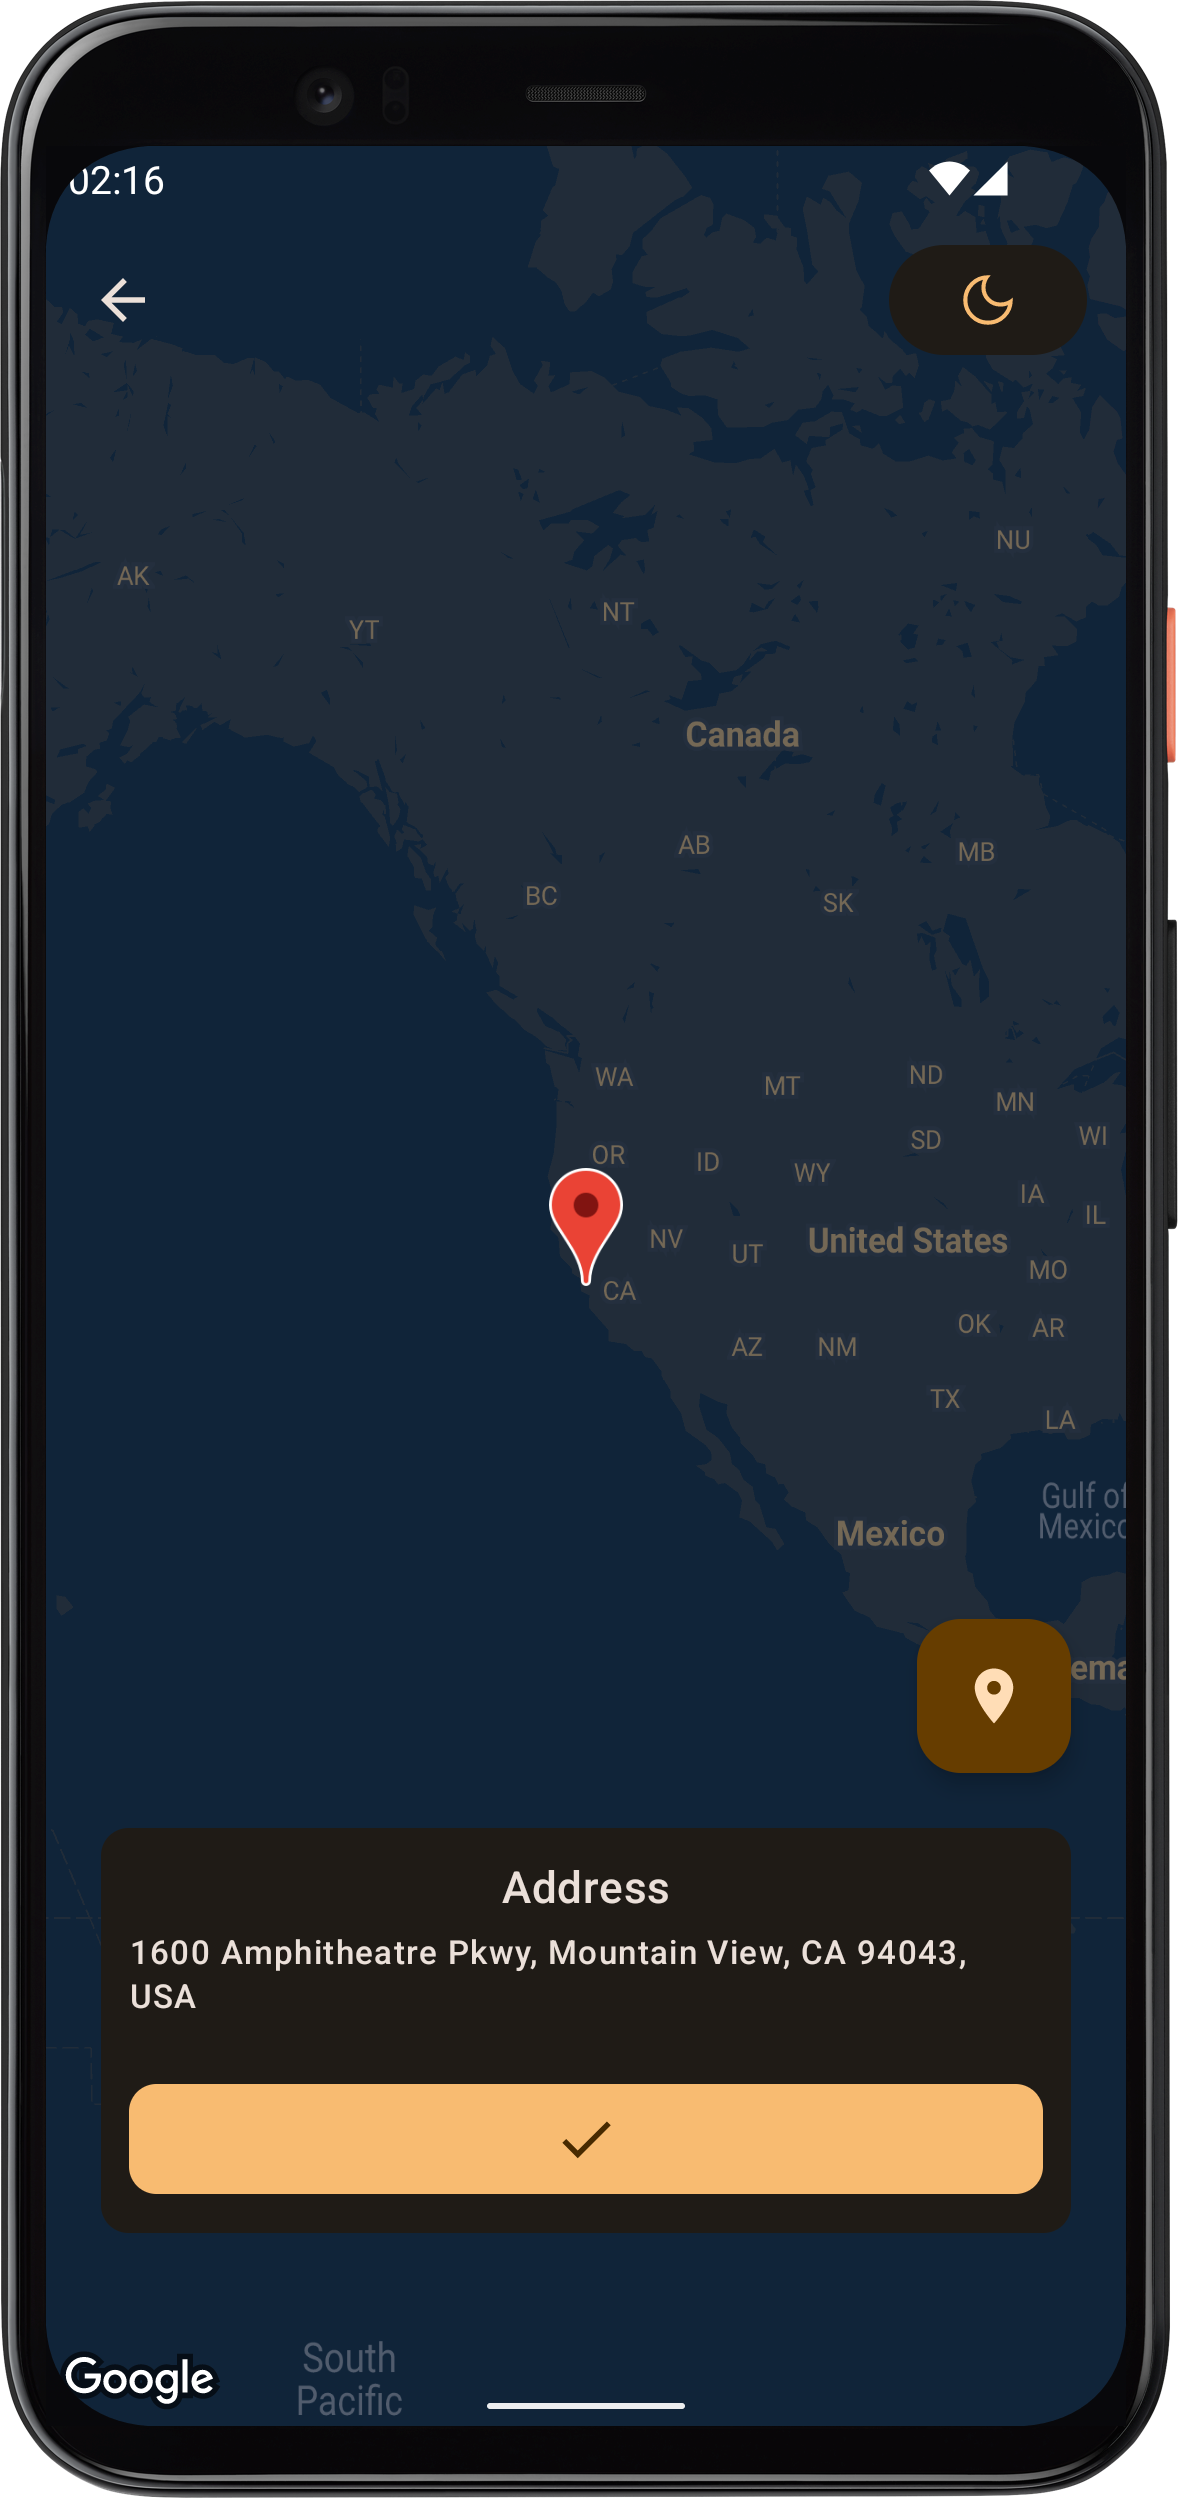 02:16
NU
AK
NT
YT
Canada
AB
MB
BC
SK
WA
MT
ND
MN
WI
OR
ID
SD
WY
IA
IL
NV
UT
United States
MO
CA
OK
AR
AZ
NM
TX
LA
Gulf of
Mexico
Mexico
ema
Address
1600 Amphitheatre Pkwy, Mountain View, CA 94043,
USA
South
Pacific
Google